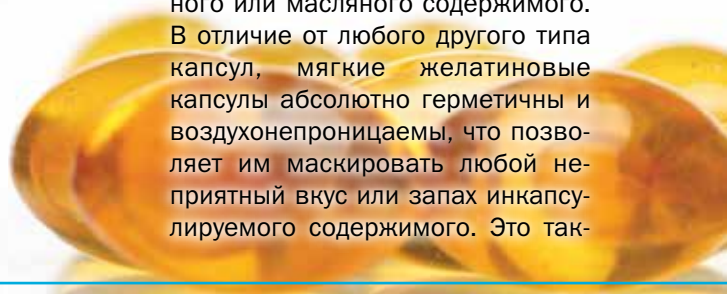 ного или масляного содержимого.
В отличие от любого другого типа
капсул, мягкие желатиновые
капсулы абсолютно герметичны и
воздухонепроницаемы, что позво-
ляет им маскировать любой не-
приятный вкус или запах инкапсу-
лируемого содержимого. Это так-